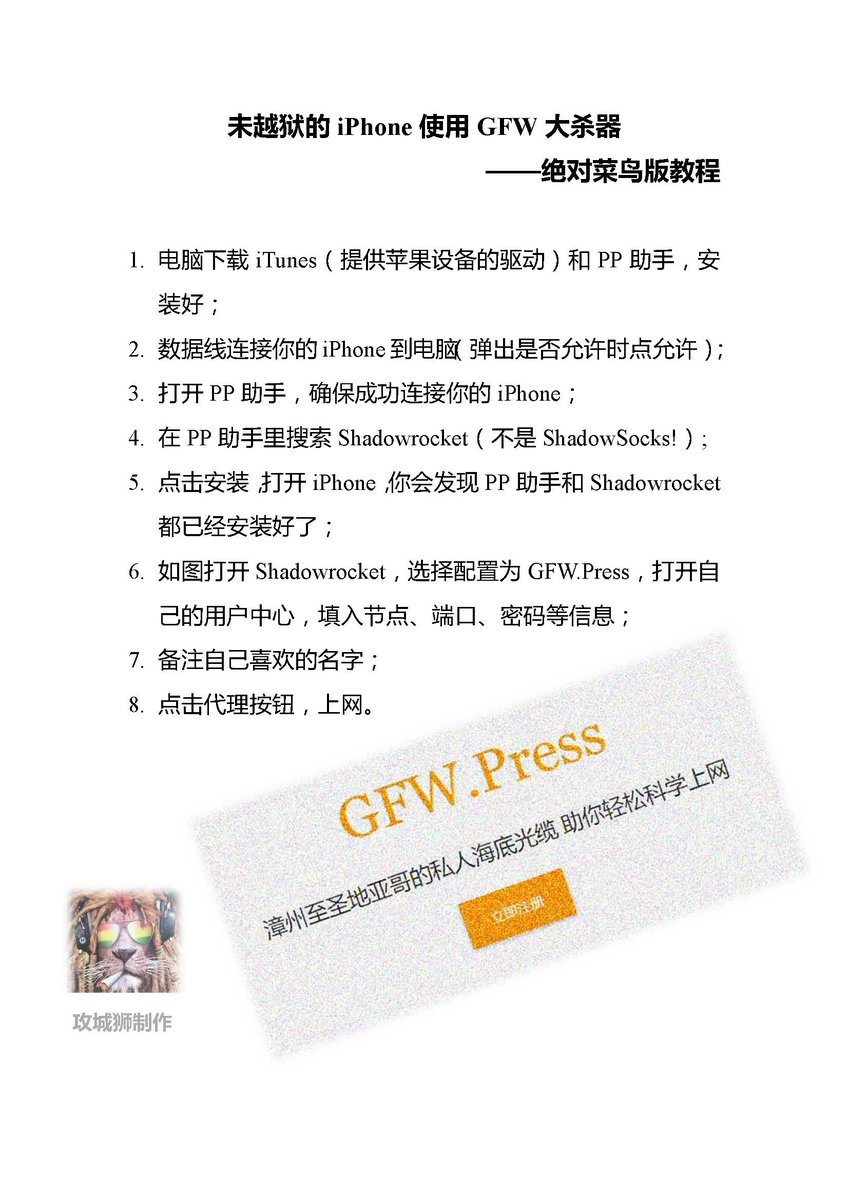 未越狱的 iPhone 使用 GFW 大杀器
——绝对菜鸟版教程
1. 电脑下载 iTunes（提供苹果设备的驱动）和 PP 助手，安
装好；
2. 数据线连接你的 iPhone 到电脑（弹出是否允许时点允许）；
3. 打开 PP 助手，确保成功连接你的 iPhone；
4. 在 PP 助手里搜索 Shadowrocket（不是 ShadowSocks!）；
5. 点击安装，打开 iPhone，你会发现 PP 助手和 Shadowrocket
都已经安装好了；
6. 如图打开 Shadowrocket，选择配置为 GFW.Press，打开自
己的用户中心，填入节点、端口、密码等信息；
7. 备注自己喜欢的名字；
8. 点击代理按钮，上网。
GFW.Press
漳州至圣地亚哥的私人海底光缆 助你轻松科学上网
立即注册
攻城狮制作